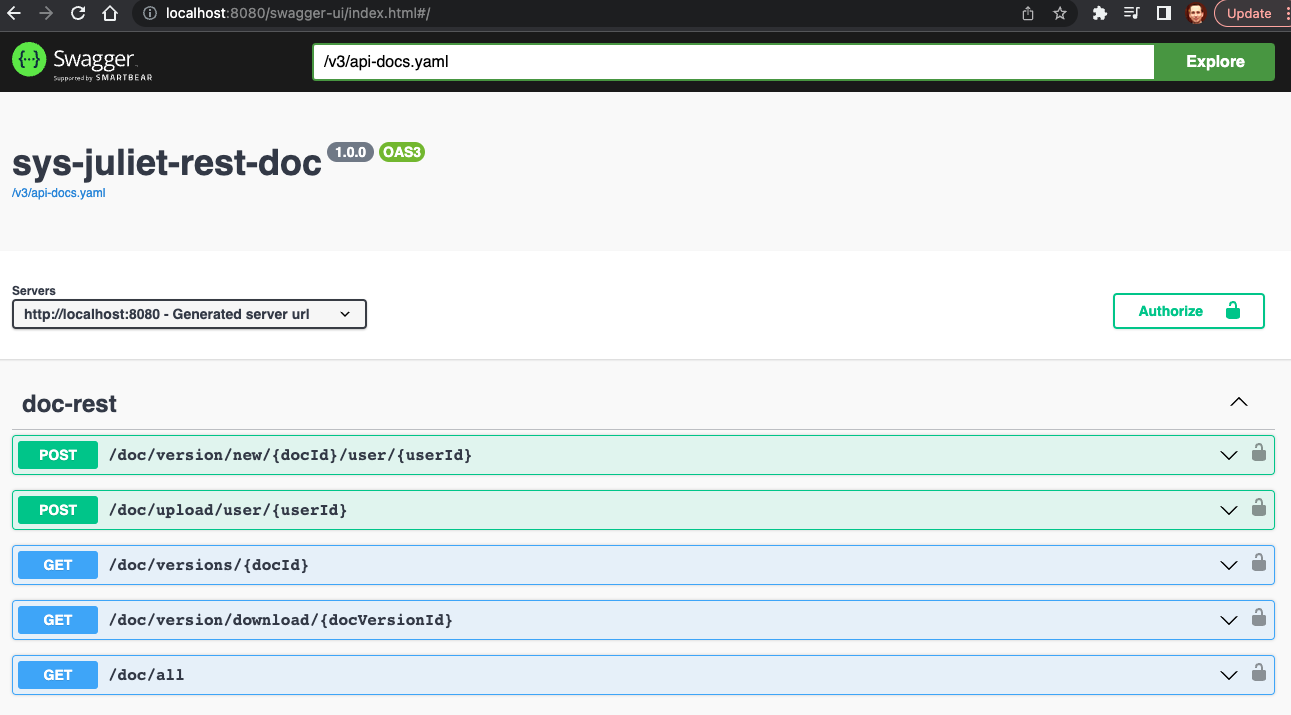 localhost:8080/swagger-ui/index.html#/
Update
{··}
Swagger
Supported by SMARTBEAR
/v3/api-docs.yaml
Explore
sys-juliet-rest-doc 1.0.0 OAS3
/v3/api-docs.yaml
Servers
http://localhost:8080 - Generated server url
Authorize
doc-rest
POST /doc/version/new/{docId}/user/{userId}
POST /doc/upload/user/{userId}
GET /doc/versions/{docId}
GET /doc/version/download/{docVersionId}
GET /doc/all